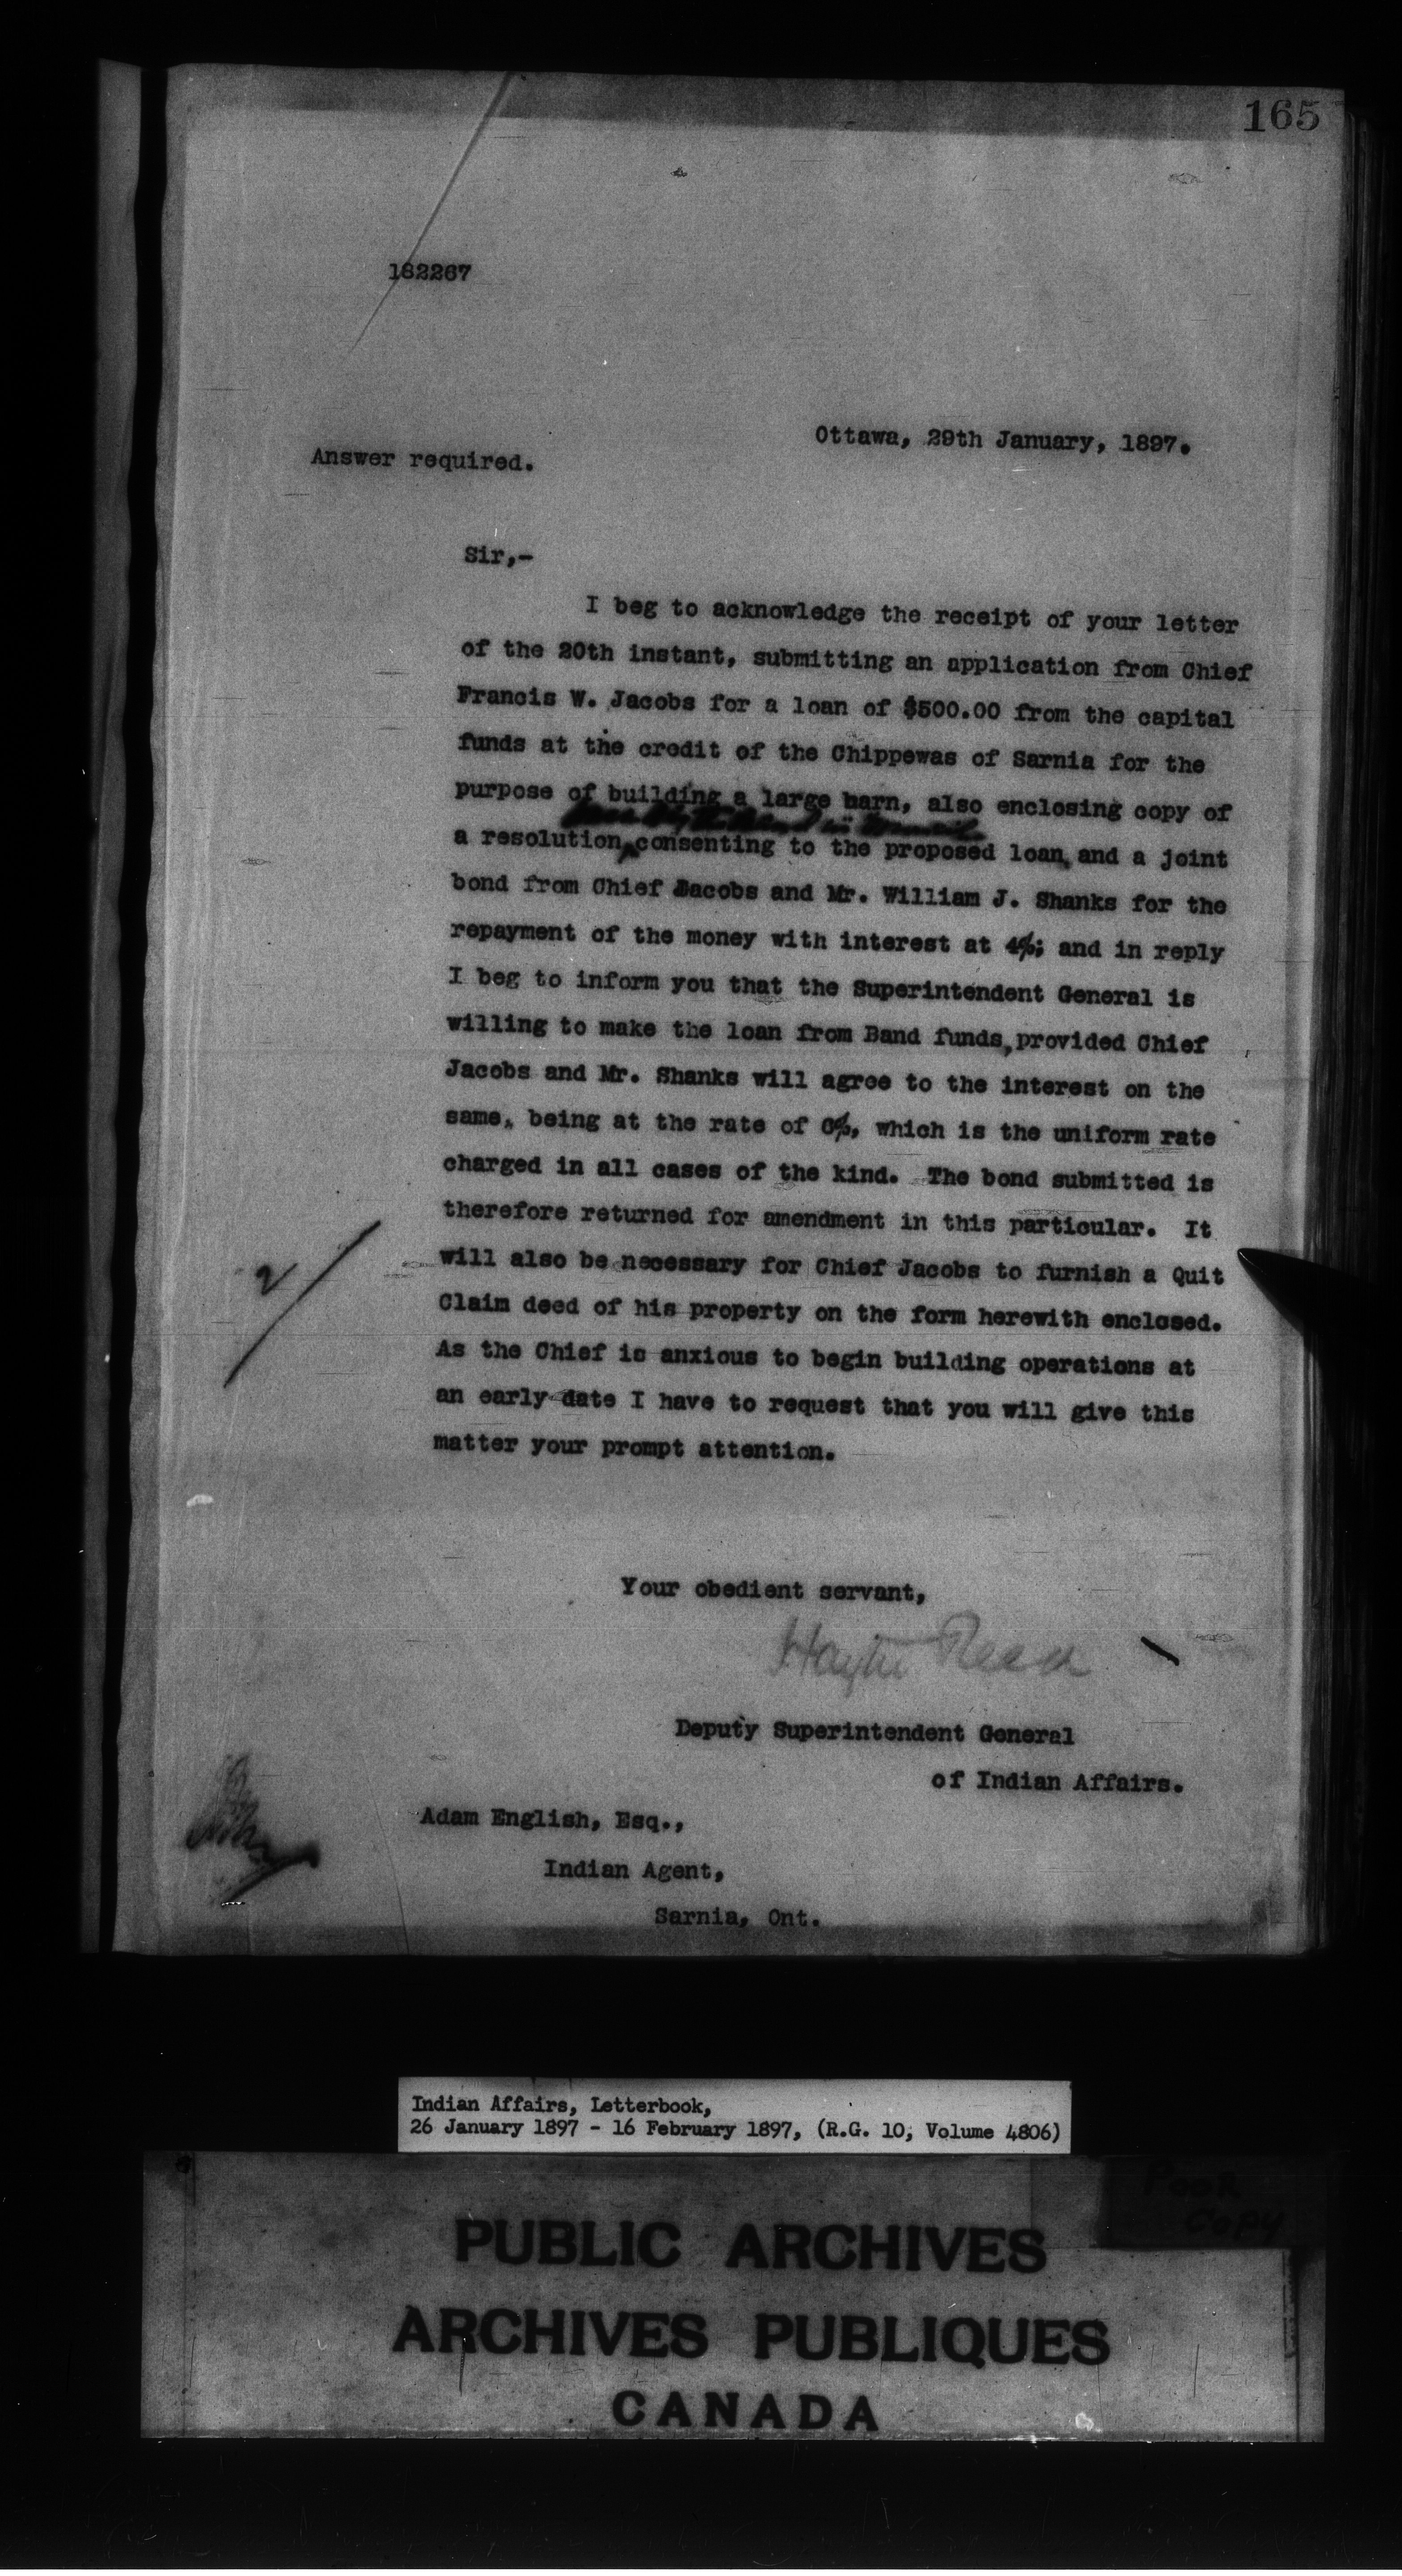 165
182267
Ottawa, 29th January, 1897.
Answer required.
Sir,-
I beg to acknowledge the receipt of your letter
of the 20th instant, submitting an application from Chief
Francis W. Jacobs for a loan of $500.00 from the capital
funds at the credit of the Chippewas of Sarnia for the
purpose of building a large barn, also enclosing copy of
by the Band in Council
a resolution consenting to the proposed loan, and a joint
bond from Chief Jacobs and Mr. William J. Shanks for the
repayment of the money with interest at 4%; and in reply
I beg to inform you that the Superintendent General is
willing to make the loan from Band funds, provided Chief
Jacobs and Mr. Shanks will agree to the interest on the
same, being at the rate of 6%, which is the uniform rate
charged in all cases of the kind. The bond submitted is
therefore returned for amendment in this particular. It
will also be necessary for Chief Jacobs to furnish a Quit
Claim deed of his property on the form herewith enclosed.
As the Chief is anxious to begin building operations at
an early date I have to request that you will give this
matter your prompt attention.
2
Your obedient servant,
Hayter Reed
Deputy Superintendent General
of Indian Affairs.
Adam English, Esq.,
Indian Agent,
Sarnia, Ont.
Indian Affairs, Letterbook,
26 January 1897 - 16 February 1897, (R.G. 10, Volume 4806)
Poor
Copy
PUBLIC ARCHIVES
ARCHIVES PUBLIQUES
CANADA